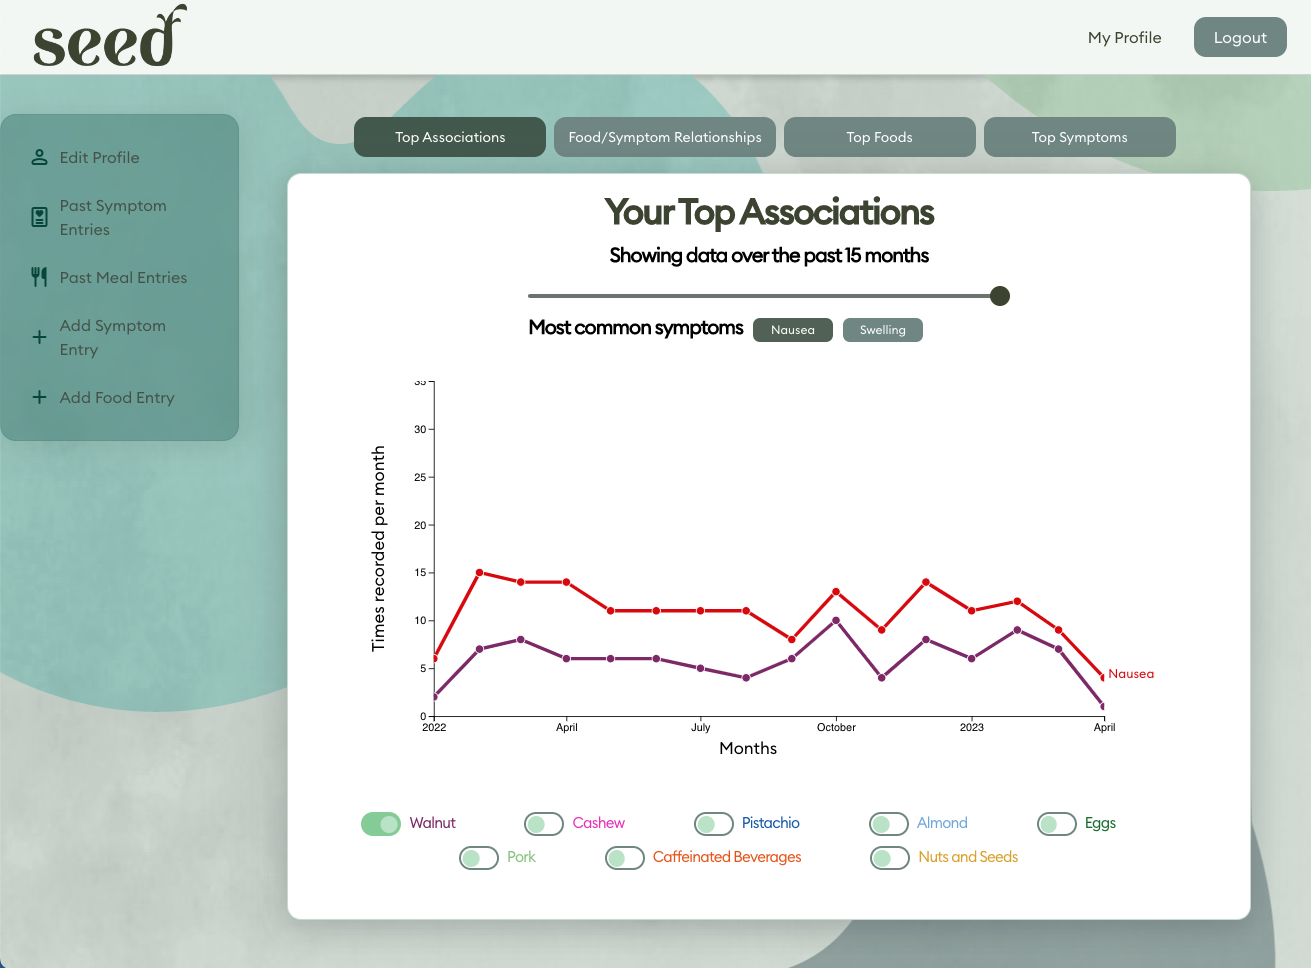 seed
My Profile
Logout
Edit Profile
Past Symptom
Entries
Past Meal Entries
Add Symptom
Entry
Add Food Entry
Top Associations
Food/Symptom Relationships
Top Foods
Top Symptoms
Your Top Associations
Showing data over the past 15 months
Most common symptoms
Nausea
Swelling
Times recorded per month
35
30
25
20
15
10
5
0
2022
April
July
October
2023
April
Months
Nausea
Walnut
Cashew
Pistachio
Almond
Eggs
Pork
Caffeinated Beverages
Nuts and Seeds